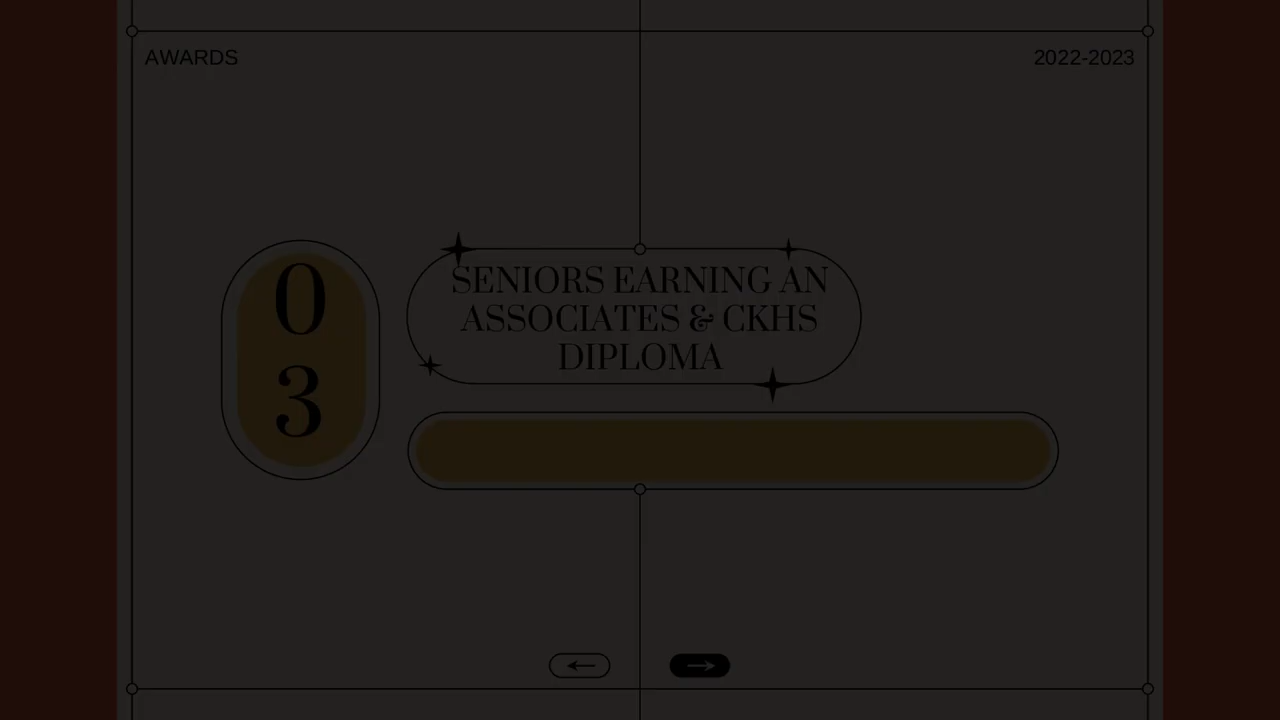 AWARDS
2022-2023
0
3
SENIORS EARNING AN
ASSOCIATES & CKHS
DIPLOMA